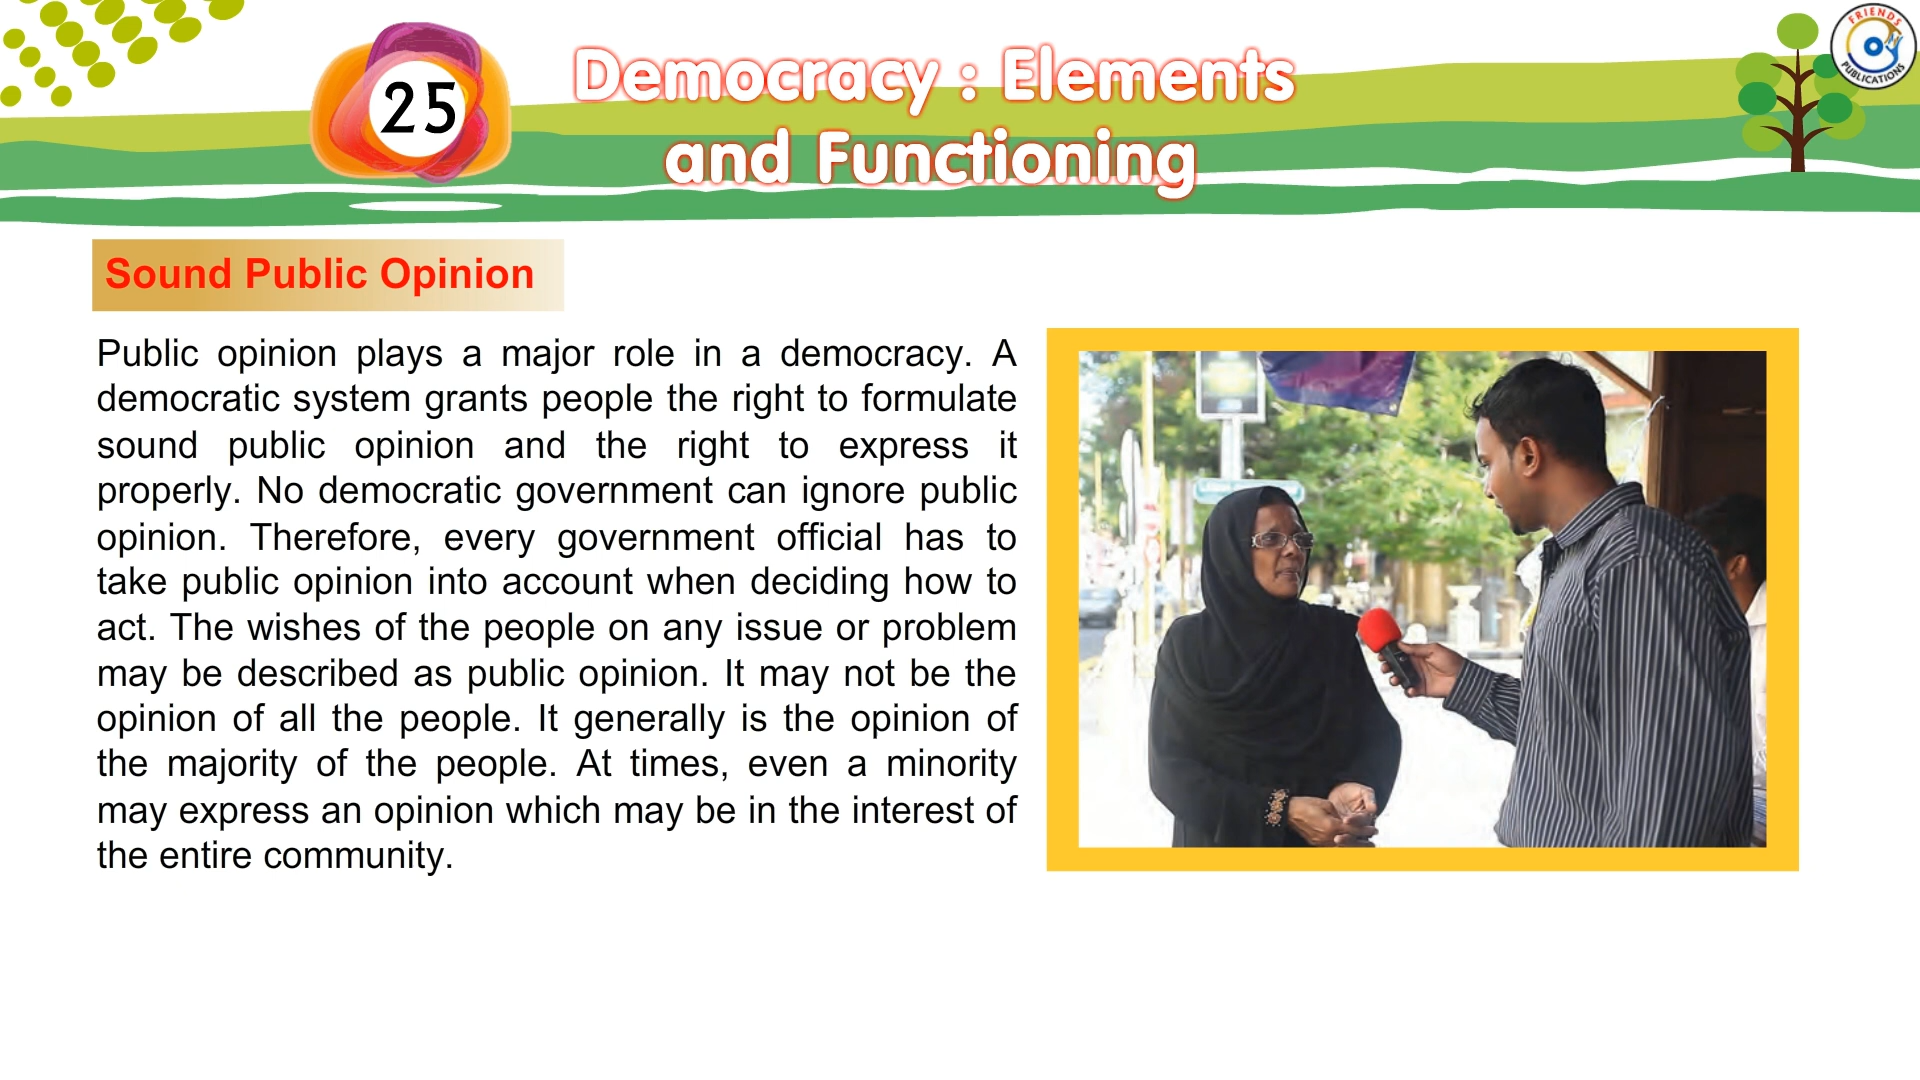 25
Democracy : Elements
and Functioning
FRIENDS
PUBLICATIONS
Sound Public Opinion
Public opinion plays a major role in a democracy. A
democratic system grants people the right to formulate
sound public opinion and the right to express it
properly. No democratic government can ignore public
opinion. Therefore, every government official has to
take public opinion into account when deciding how to
act. The wishes of the people on any issue or problem
may be described as public opinion. It may not be the
opinion of all the people. It generally is the opinion of
the majority of the people. At times, even a minority
may express an opinion which may be in the interest of
the entire community.